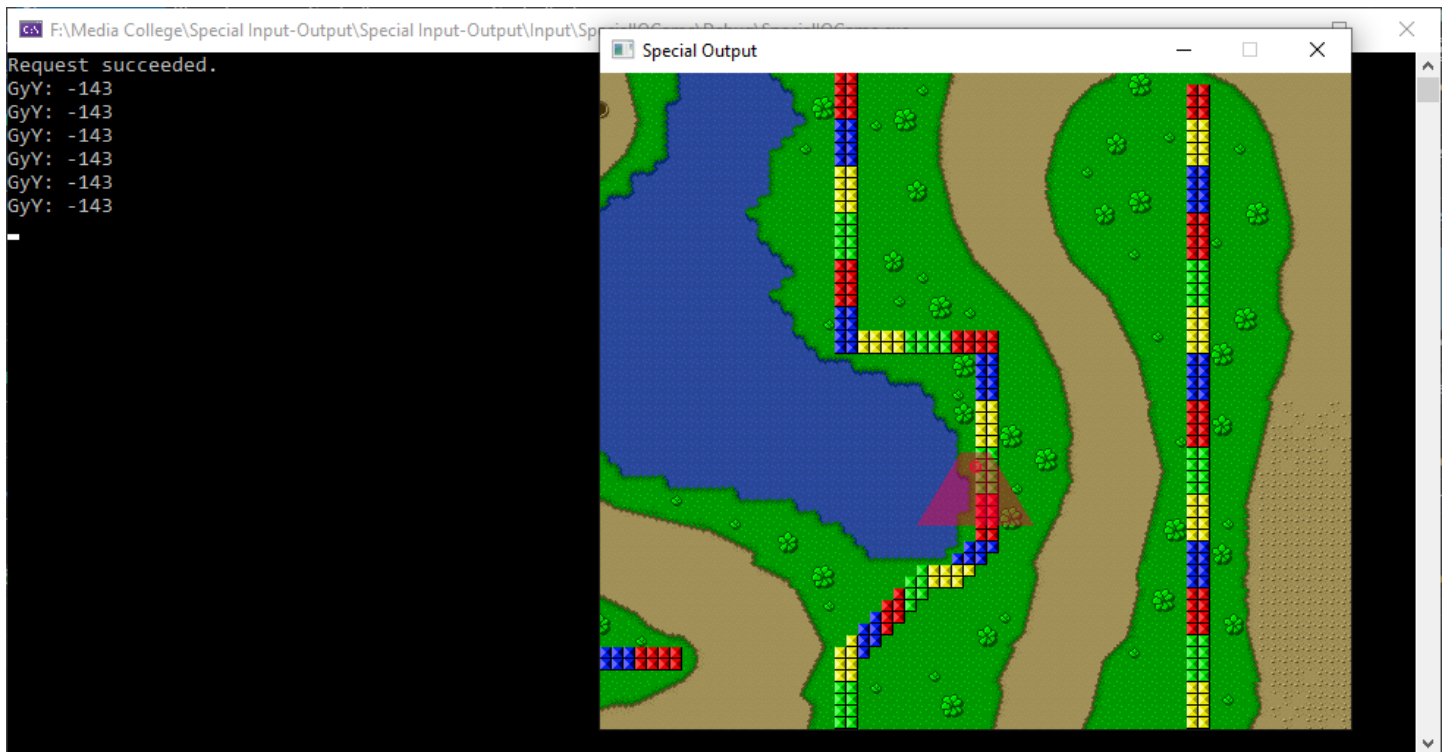 F:\Media College\Special Input-Output\Special Input-Output\Input\
Special Output
Request succeeded.
GyY: -143
GyY: -143
GyY: -143
GyY: -143
GyY: -143
GyY: -143